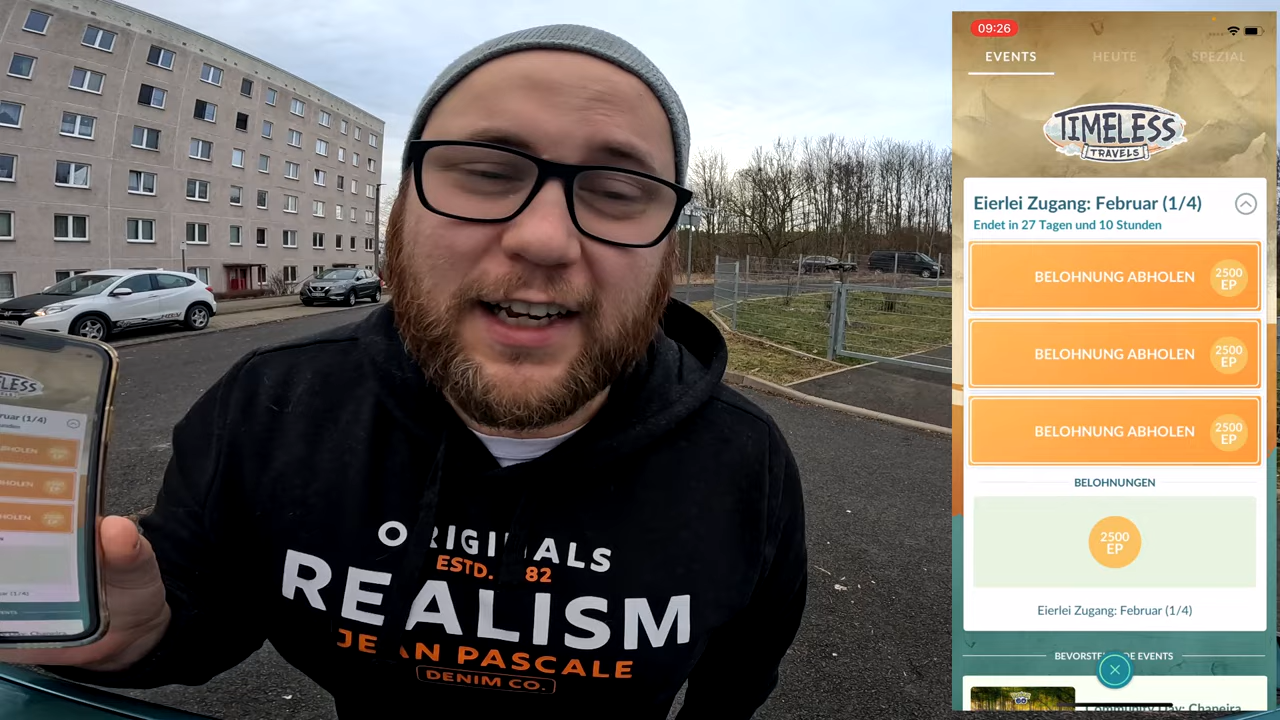 09:26
EVENTS HEUTE SPEZIAL
TIMELESS
TRAVELS
Eierlei Zugang: Februar (1/4)
Endet in 27 Tagen und 10 Stunden
BELOHNUNG ABHOLEN 2500 EP
BELOHNUNG ABHOLEN 2500 EP
BELOHNUNG ABHOLEN 2500 EP
BELOHNUNGEN
2500 EP
Eierlei Zugang: Februar (1/4)
EVENTS
ORIGINALS
ESTD. 82
REALISM
JEAN PASCALE
DENIM CO.